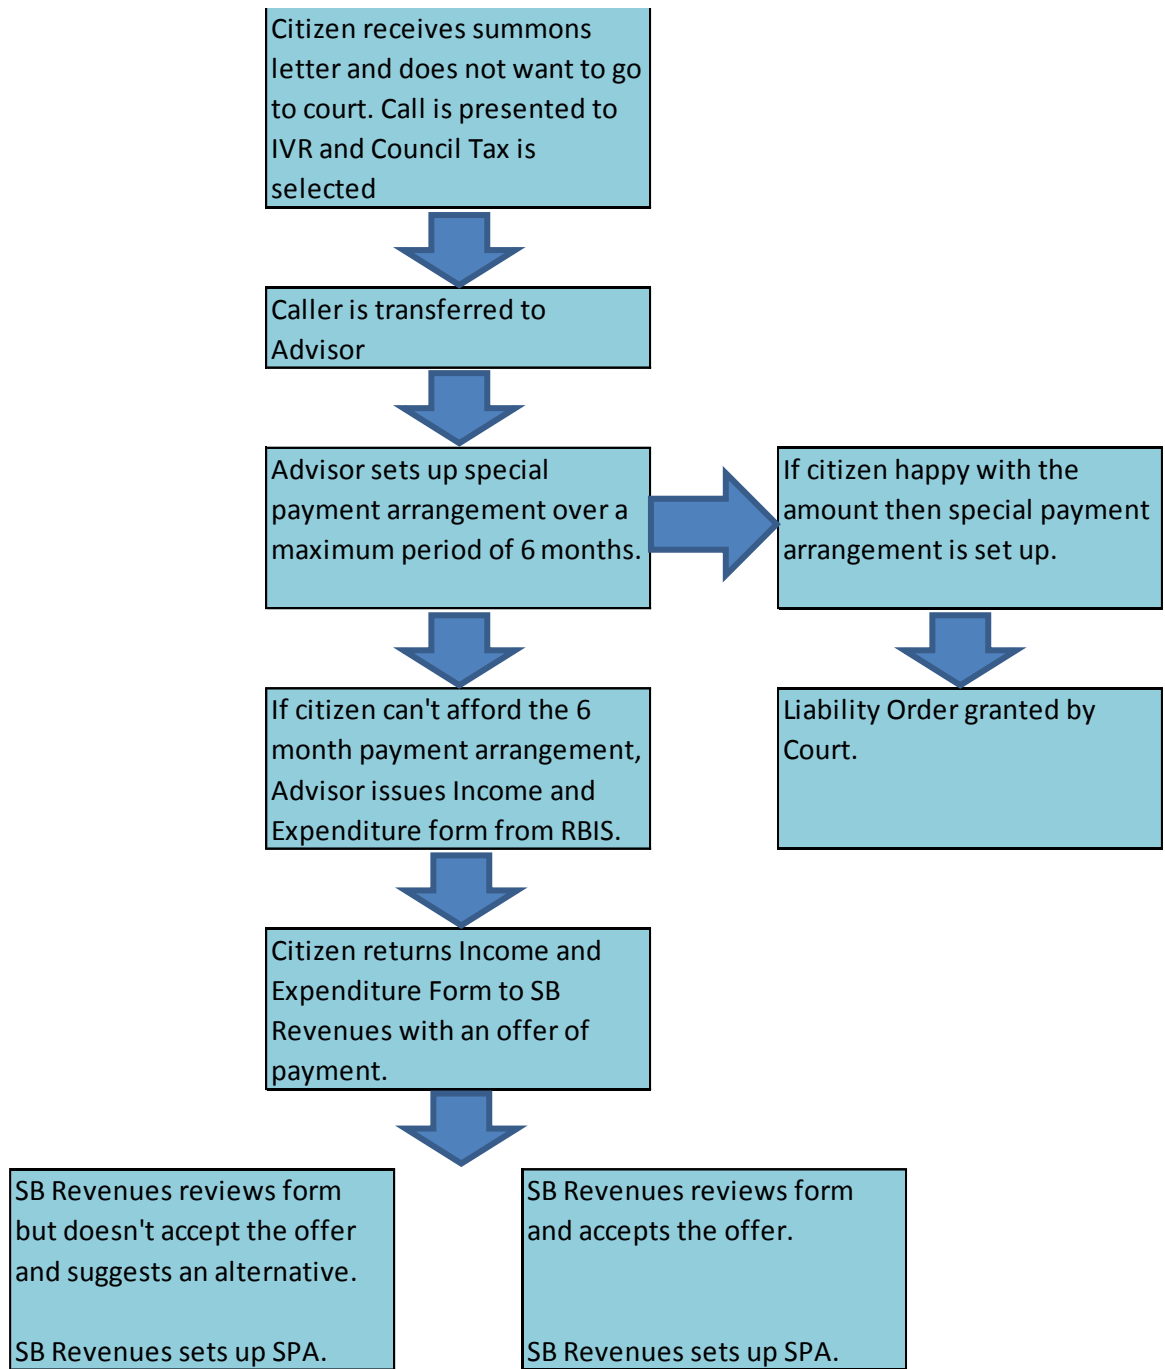 Citizen receives summons
letter and does not want to go
to court. Call is presented to
IVR and Council Tax is
selected
Caller is transferred to
Advisor
Advisor sets up special
payment arrangement over a
maximum period of 6 months.
If citizen happy with the
amount then special payment
arrangement is set up.
If citizen can't afford the 6
month payment arrangement,
Advisor issues Income and
Expenditure form from RBIS.
Liability Order granted by
Court.
Citizen returns Income and
Expenditure Form to SB
Revenues with an offer of
payment.
SB Revenues reviews form
but doesn't accept the offer
and suggests an alternative.
SB Revenues sets up SPA.
SB Revenues reviews form
and accepts the offer.
SB Revenues sets up SPA.